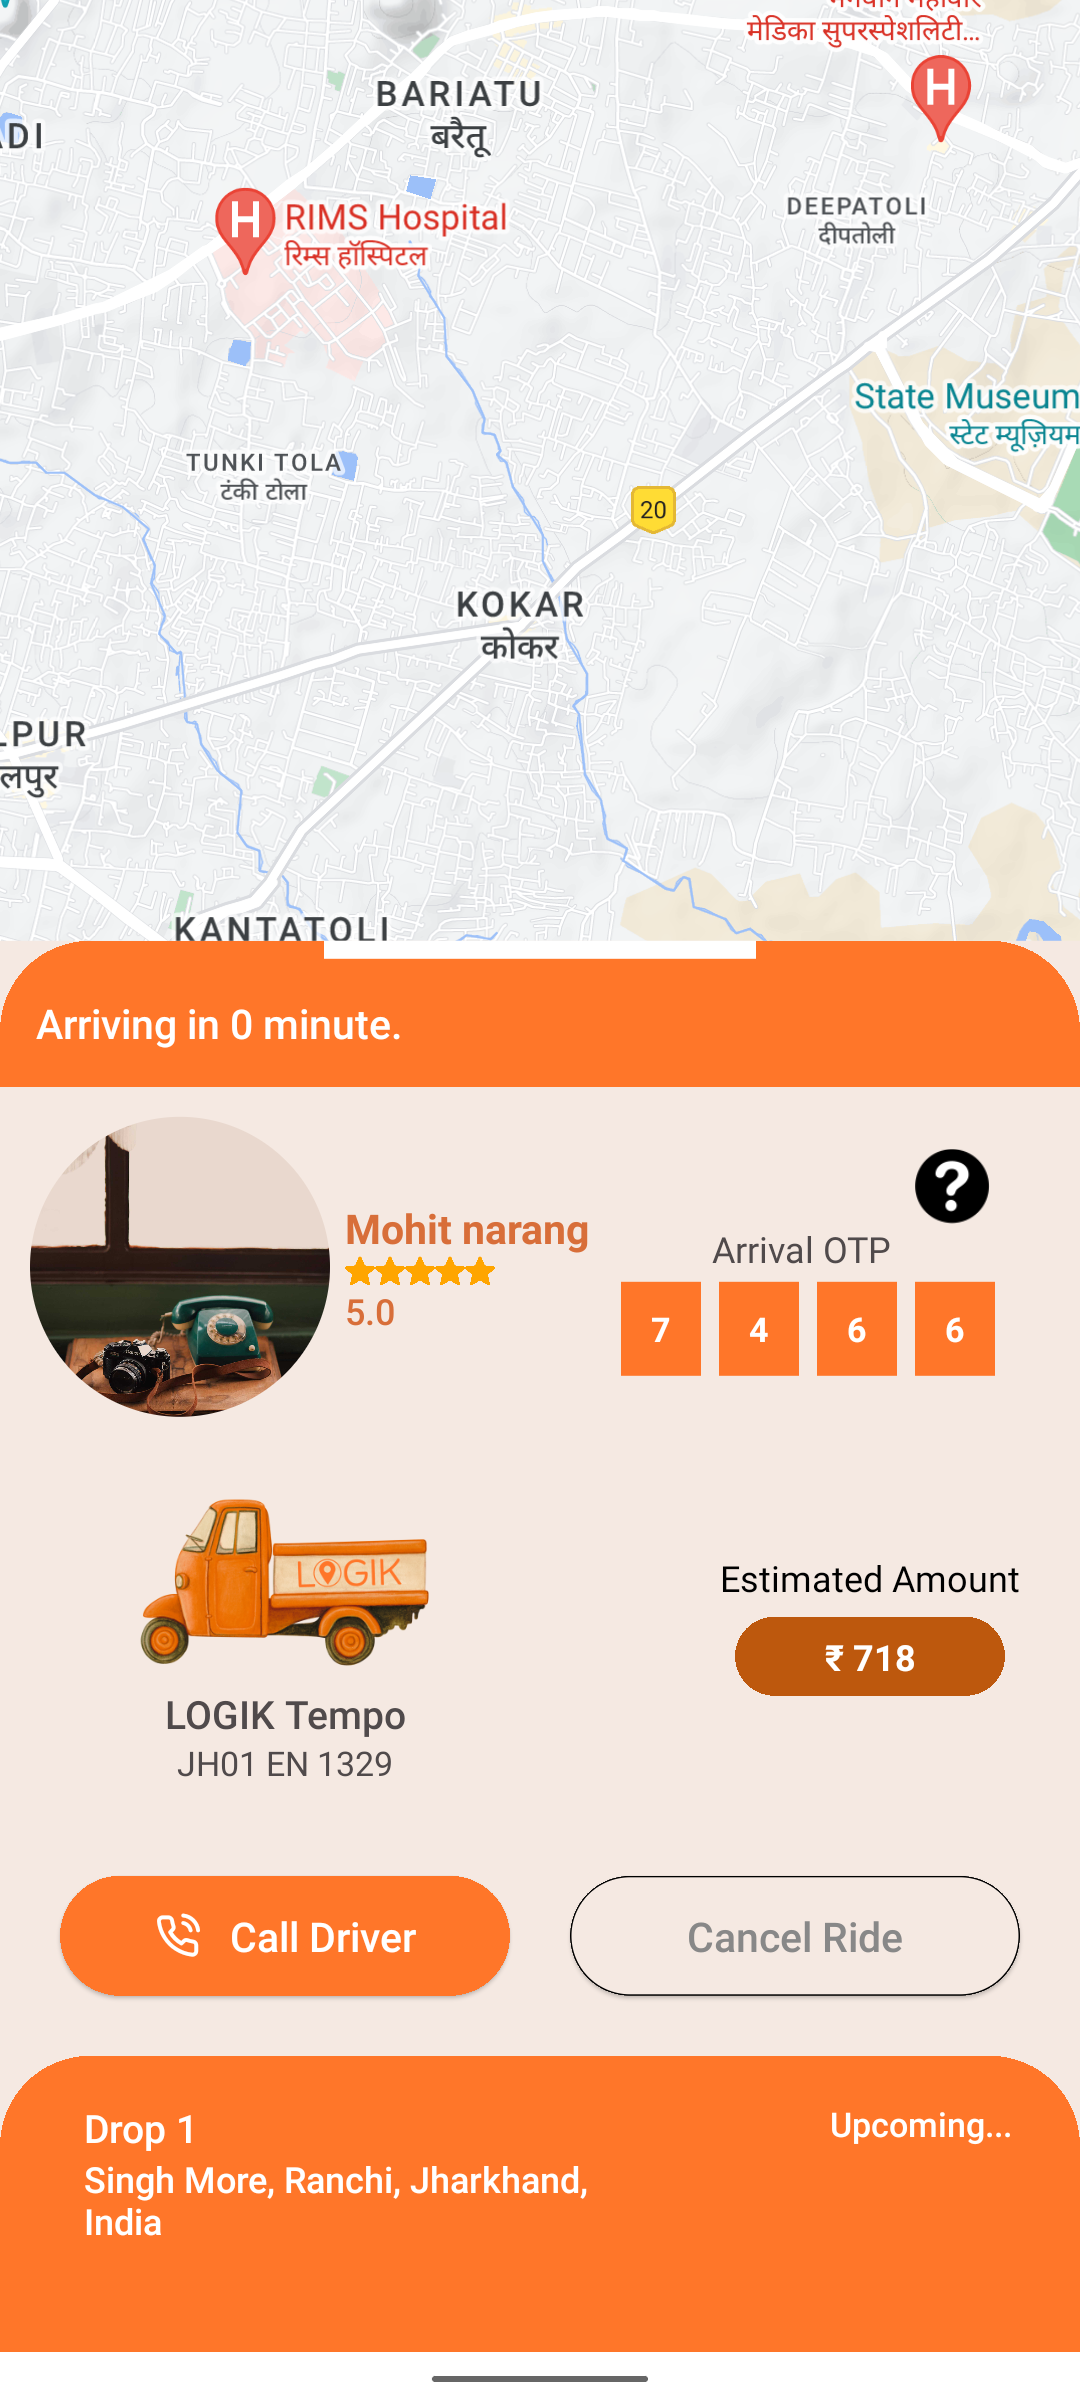 मेडिका सुपरस्पेशलिटी...
BARIATU
बरैतू
ADI
RIMS Hospital
रिम्स हॉस्पिटल
DEEPATOLI
दीपतोली
State Museum
स्टेट म्यूज़ियम
TUNKI TOLA
टंकी टोला
20
KOKAR
कोकर
LPUR
लपुर
KANTATOLI
Arriving in 0 minute.
Mohit narang
5.0
Arrival OTP
7 4 6 6
LOGIK
Estimated Amount
₹ 718
LOGIK Tempo
JH01 EN 1329
Call Driver
Cancel Ride
Drop 1
Upcoming...
Singh More, Ranchi, Jharkhand,
India